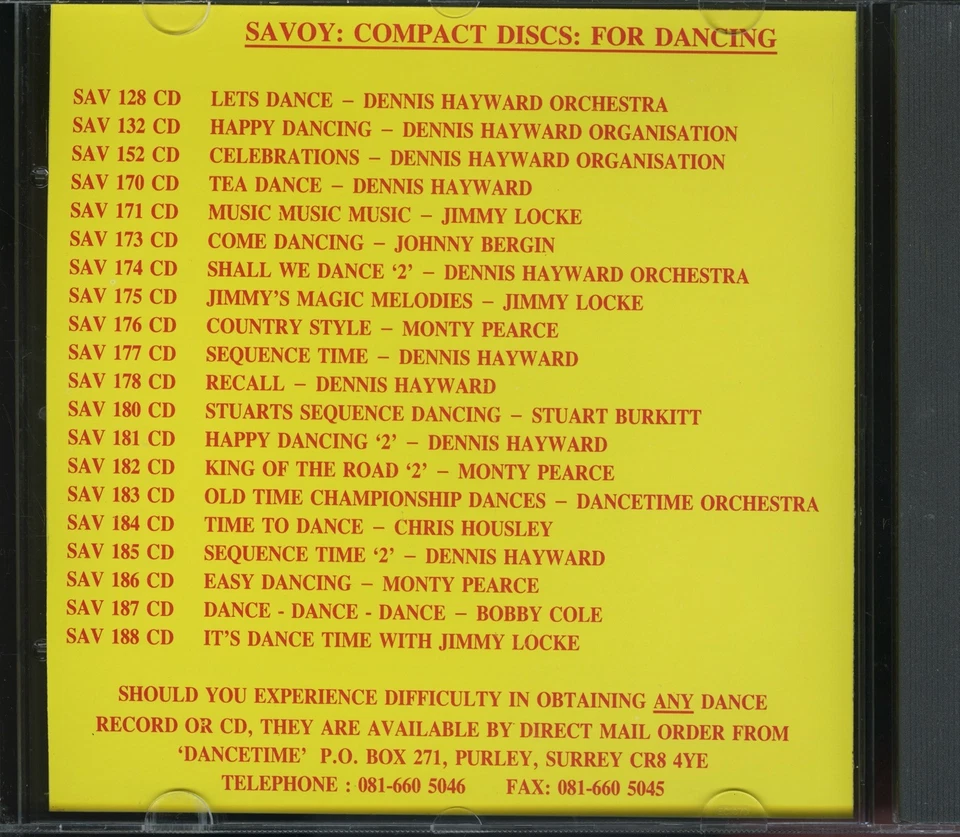 SAVOY: COMPACT DISCS: FOR DANCING
SAV 128 CD LETS DANCE – DENNIS HAYWARD ORCHESTRA
SAV 132 CD HAPPY DANCING – DENNIS HAYWARD ORGANISATION
SAV 152 CD CELEBRATIONS – DENNIS HAYWARD ORGANISATION
SAV 170 CD TEA DANCE – DENNIS HAYWARD
SAV 171 CD MUSIC MUSIC MUSIC – JIMMY LOCKE
SAV 173 CD COME DANCING – JOHNNY BERGIN
SAV 174 CD SHALL WE DANCE ‘2’ – DENNIS HAYWARD ORCHESTRA
SAV 175 CD JIMMY’S MAGIC MELODIES – JIMMY LOCKE
SAV 176 CD COUNTRY STYLE – MONTY PEARCE
SAV 177 CD SEQUENCE TIME – DENNIS HAYWARD
SAV 178 CD RECALL – DENNIS HAYWARD
SAV 180 CD STUARTS SEQUENCE DANCING – STUART BURKITT
SAV 181 CD HAPPY DANCING ‘2’ – DENNIS HAYWARD
SAV 182 CD KING OF THE ROAD ‘2’ – MONTY PEARCE
SAV 183 CD OLD TIME CHAMPIONSHIP DANCES – DANCETIME ORCHESTRA
SAV 184 CD TIME TO DANCE – CHRIS HOUSLEY
SAV 185 CD SEQUENCE TIME ‘2’ – DENNIS HAYWARD
SAV 186 CD EASY DANCING – MONTY PEARCE
SAV 187 CD DANCE - DANCE - DANCE – BOBBY COLE
SAV 188 CD IT’S DANCE TIME WITH JIMMY LOCKE
SHOULD YOU EXPERIENCE DIFFICULTY IN OBTAINING ANY DANCE
RECORD OR CD, THEY ARE AVAILABLE BY DIRECT MAIL ORDER FROM
‘DANCETIME’ P.O. BOX 271, PURLEY, SURREY CR8 4YE
TELEPHONE : 081-660 5046 FAX: 081-660 5045